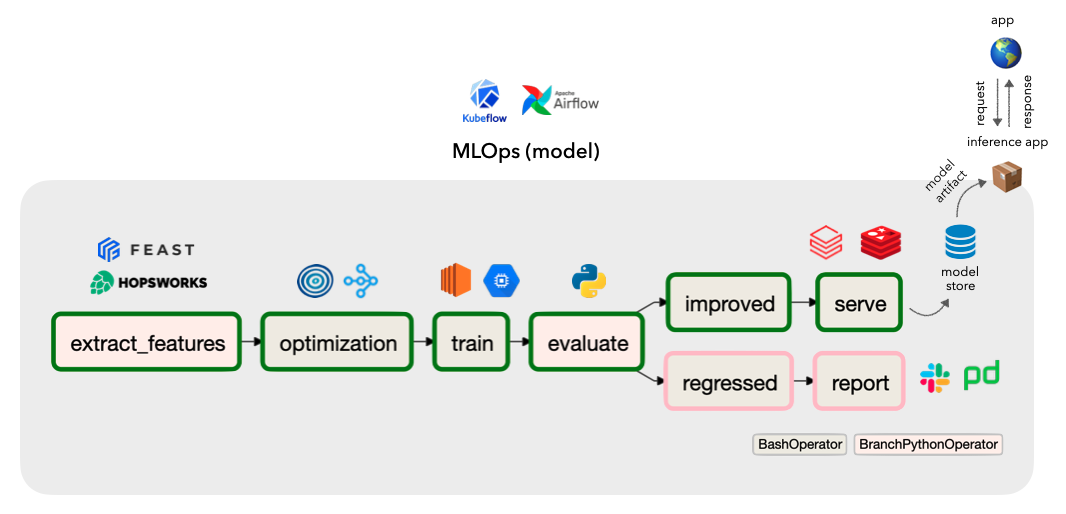 app
request
response
inference app
Kubeflow
Apache
Airflow
MLOps (model)
model
artifact
FEAST
HOPSWORKS
model
store
extract_features
optimization
train
evaluate
improved
serve
regressed
report
pd
BashOperator
BranchPythonOperator